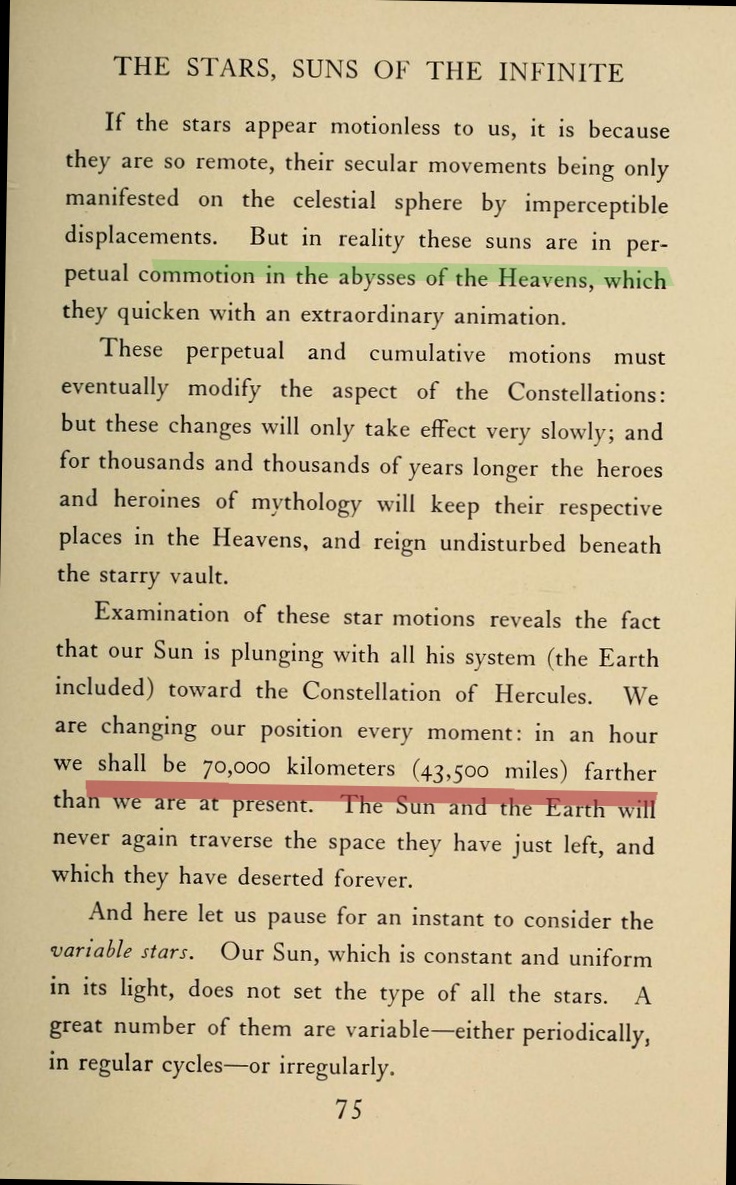 THE STARS, SUNS OF THE INFINITE
If the stars appear motionless to us, it is because
they are so remote, their secular movements being only
manifested on the celestial sphere by imperceptible
displacements. But in reality these suns are in per-
petual commotion in the abysses of the Heavens, which
they quicken with an extraordinary animation.
These perpetual and cumulative motions must
eventually modify the aspect of the Constellations:
but these changes will only take effect very slowly; and
for thousands and thousands of years longer the heroes
and heroines of mythology will keep their respective
places in the Heavens, and reign undisturbed beneath
the starry vault.
Examination of these star motions reveals the fact
that our Sun is plunging with all his system (the Earth
included) toward the Constellation of Hercules. We
are changing our position every moment: in an hour
we shall be 70,000 kilometers (43,500 miles) farther
than we are at present. The Sun and the Earth will
never again traverse the space they have just left, and
which they have deserted forever.
And here let us pause for an instant to consider the
variable stars. Our Sun, which is constant and uniform
in its light, does not set the type of all the stars. A
great number of them are variable—either periodically,
in regular cycles—or irregularly.
75